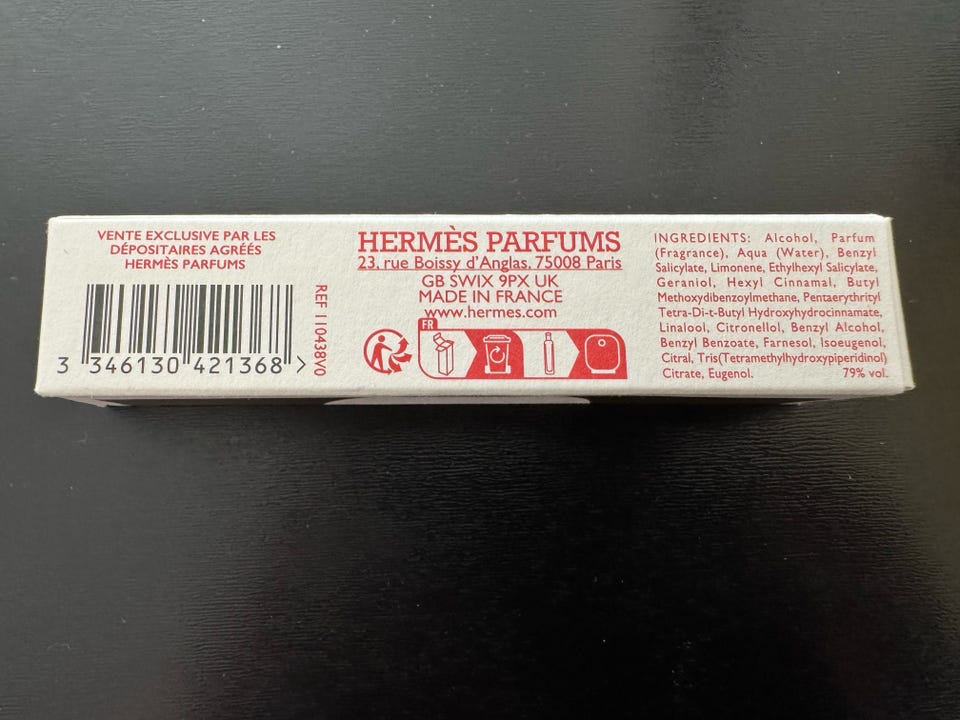 VENTE EXCLUSIVE PAR LES
DÉPOSITAIRES AGRÉÉS
HERMÈS PARFUMS
3 346130 421368 >
REF 110438V0
HERMÈS PARFUMS
23, rue Boissy d'Anglas, 75008 Paris
GB SWIX 9PX UK
MADE IN FRANCE
www.hermes.com
FR
INGREDIENTS: Alcohol, Parfum
(Fragrance), Aqua (Water), Benzyl
Salicylate, Limonene, Ethylhexyl Salicylate,
Geraniol, Hexyl Cinnamal, Butyl
Methoxydibenzoylmethane, Pentaerythrityl
Tetra-Di-t-Butyl Hydroxyhydrocinnamate,
Linalool, Citronellol, Benzyl Alcohol,
Benzyl Benzoate, Farnesol, Isoeugenol,
Citral, Tris(Tetramethylhydroxypiperidinol)
Citrate, Eugenol. 79% vol.